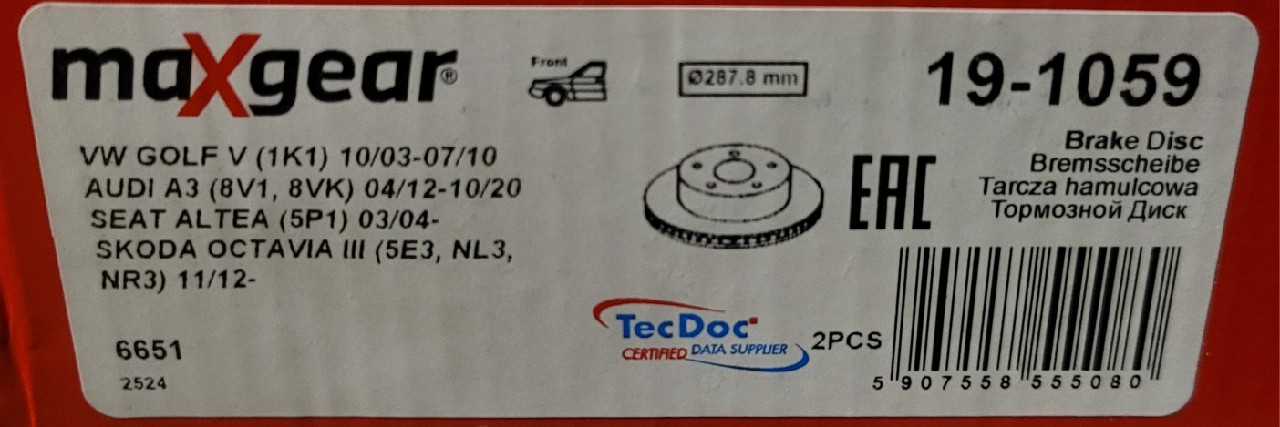 maxgear®
Front
Ø287.8 mm
19-1059
VW GOLF V (1K1) 10/03-07/10
AUDI A3 (8V1, 8VK) 04/12-10/20
SEAT ALTEA (5P1) 03/04-
SKODA OCTAVIA III (5E3, NL3,
NR3) 11/12-
Brake Disc
Bremsscheibe
Tarcza hamulcowa
Тормозной Диск
EAC
6651
2524
TecDoc
CERTIFIED DATA SUPPLIER
2PCS
5 907558 555080